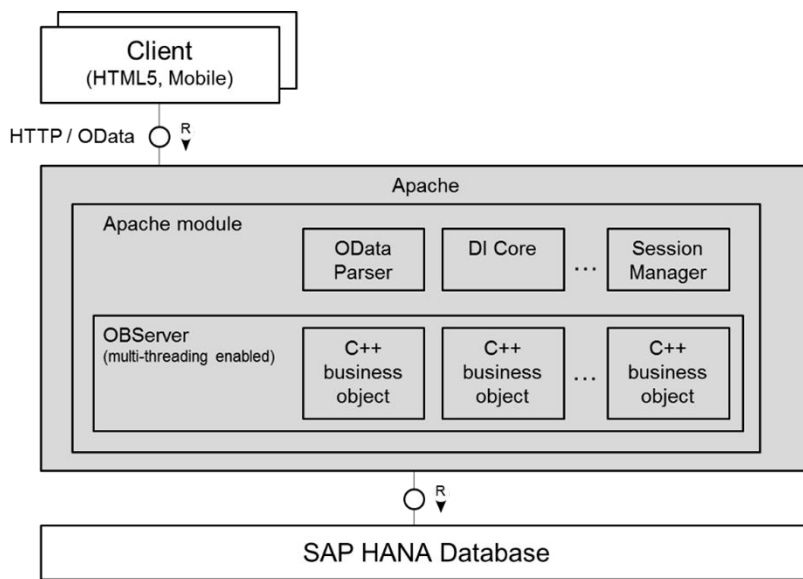 Client
(HTML5, Mobile)
HTTP / OData
R
Apache
Apache module
OData
Parser
DI Core
...
Session
Manager
OBServer
(multi-threading enabled)
C++
business
object
C++
business
object
...
C++
business
object
R
SAP HANA Database